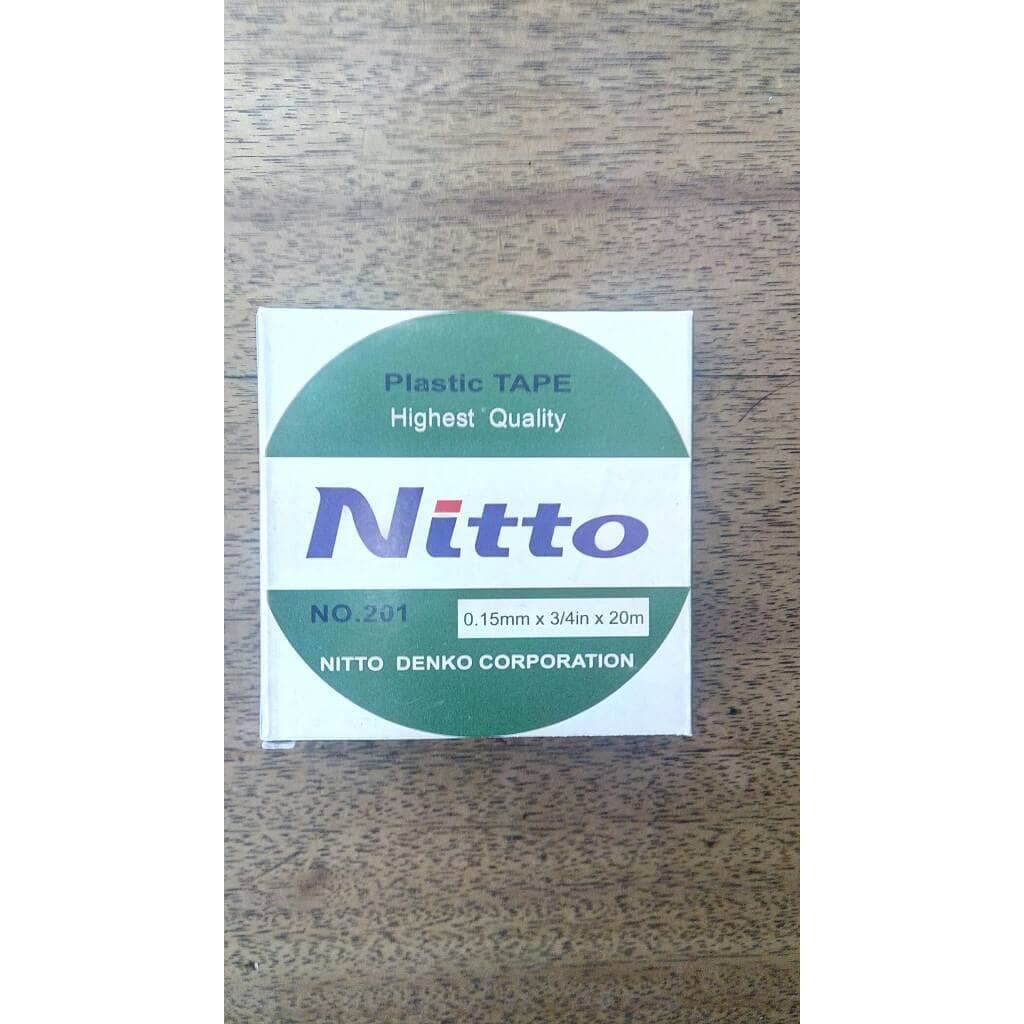 Plastic TAPE
Highest Quality
Nitto
NO.201
0.15mm x 3/4in x 20m
NITTO DENKO CORPORATION